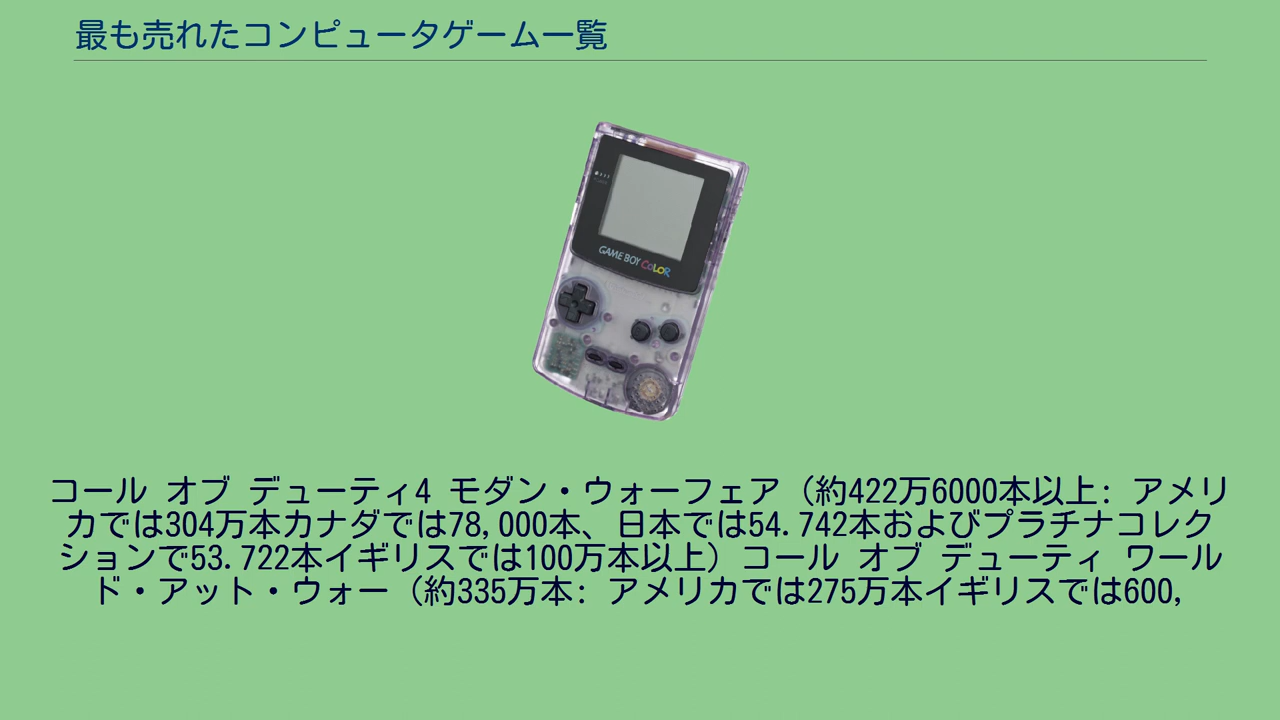 最も売れたコンピュータゲーム一覧
GAME BOY COLOR
コール オブ デューティ4 モダン・ウォーフェア (約422万6000本以上: アメリ
カでは304万本カナダでは78,000本、日本では54.742本およびプラチナコレク
ションで53.722本イギリスでは100万本以上) コール オブ デューティ ワール
ド・アット・ウォー (約335万本: アメリカでは275万本イギリスでは600,